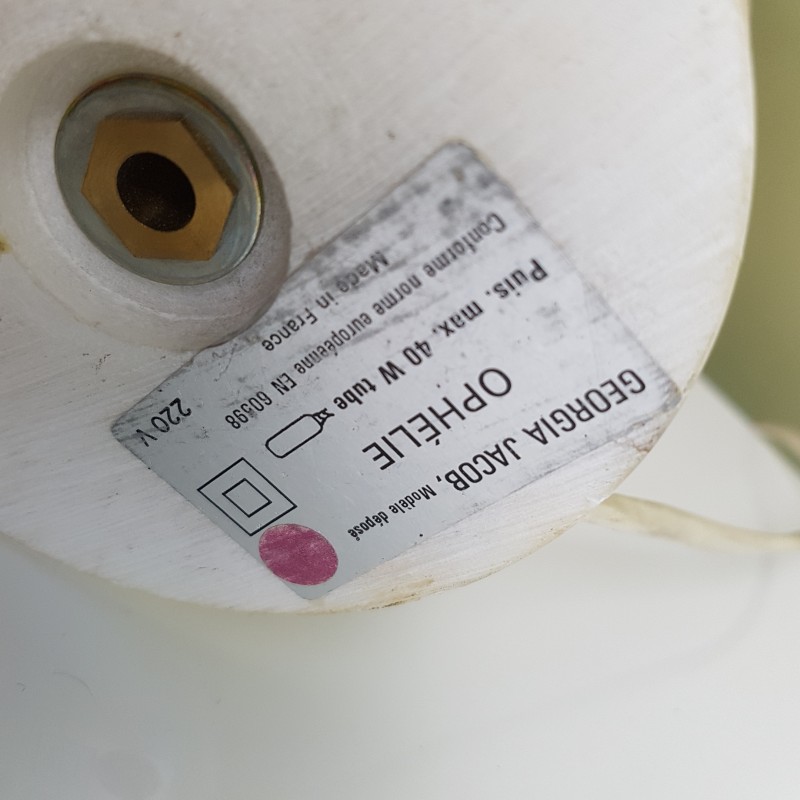 GEORGIA JACOB, Modèle déposé
OPHÉLIE
Puis. max. 40 W tube
Conforme norme européenne EN 60598
Made in France
220 V